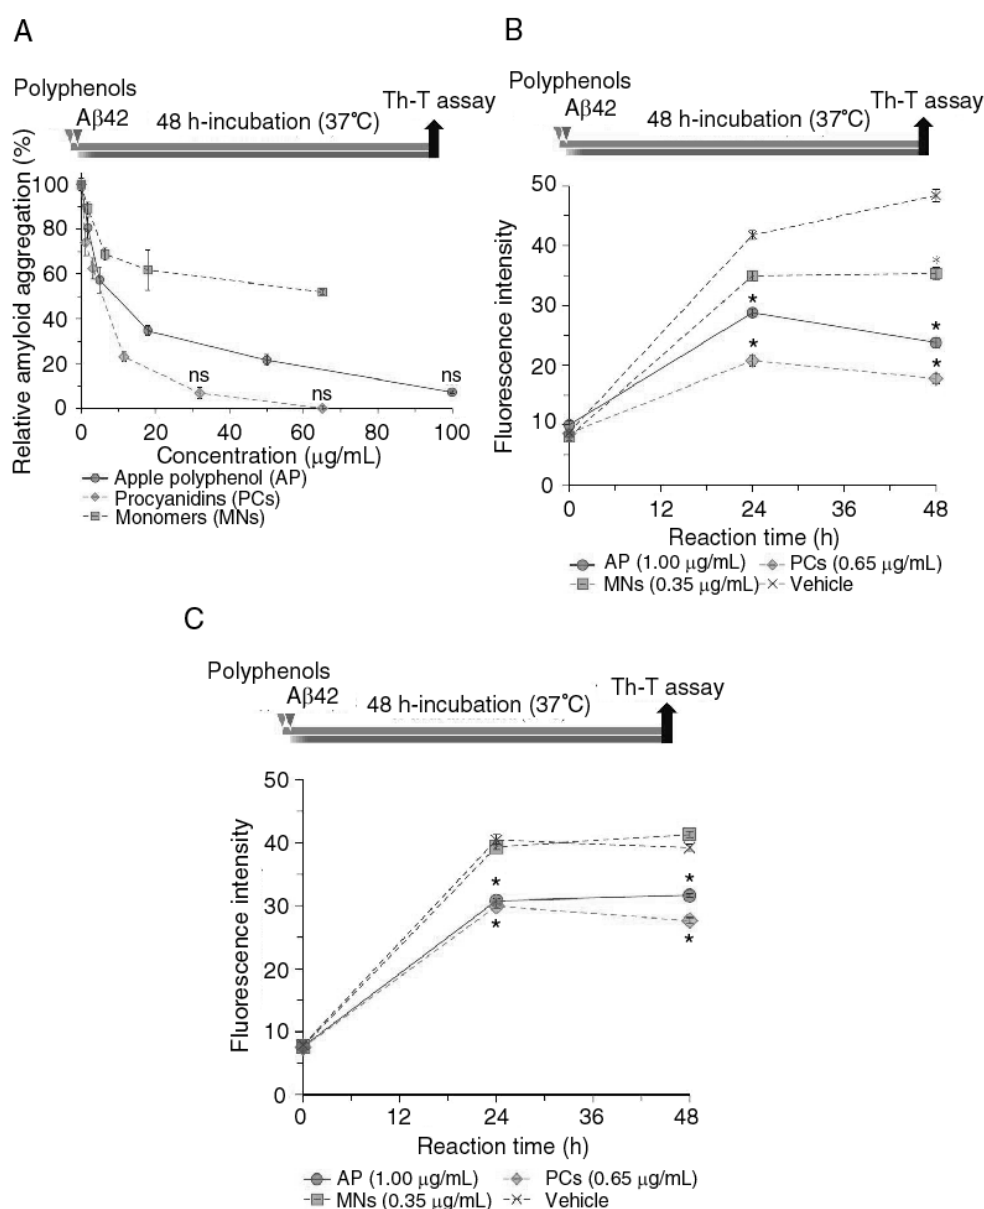 A
Polyphenols
Aβ42
48 h-incubation (37°C)
Th-T assay
Relative amyloid aggregation (%)
100
80
60
40
20
0
ns
ns
ns
0
20
40
60
80
100
Concentration (μg/mL)
Apple polyphenol (AP)
Procyanidins (PCs)
Monomers (MNs)
B
Polyphenols
Aβ42
48 h-incubation (37°C)
Th-T assay
Fluorescence intensity
50
40
30
20
10
0
*
*
*
*
*
0
12
24
36
48
Reaction time (h)
AP (1.00 μg/mL)
PCs (0.65 μg/mL)
MNs (0.35 μg/mL)
Vehicle
C
Polyphenols
Aβ42
48 h-incubation (37°C)
Th-T assay
Fluorescence intensity
50
40
30
20
10
0
*
*
*
*
0
12
24
36
48
Reaction time (h)
AP (1.00 μg/mL)
PCs (0.65 μg/mL)
MNs (0.35 μg/mL)
Vehicle